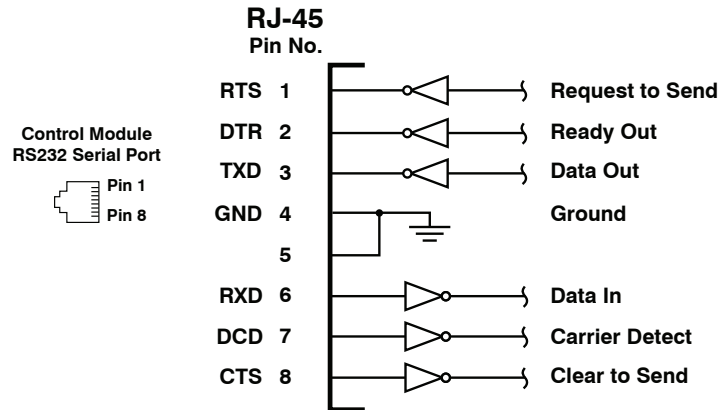 RJ-45
Pin No.
RTS 1 Request to Send
DTR 2 Ready Out
TXD 3 Data Out
GND 4 Ground
5
RXD 6 Data In
DCD 7 Carrier Detect
CTS 8 Clear to Send
Control Module
RS232 Serial Port
Pin 1
Pin 8